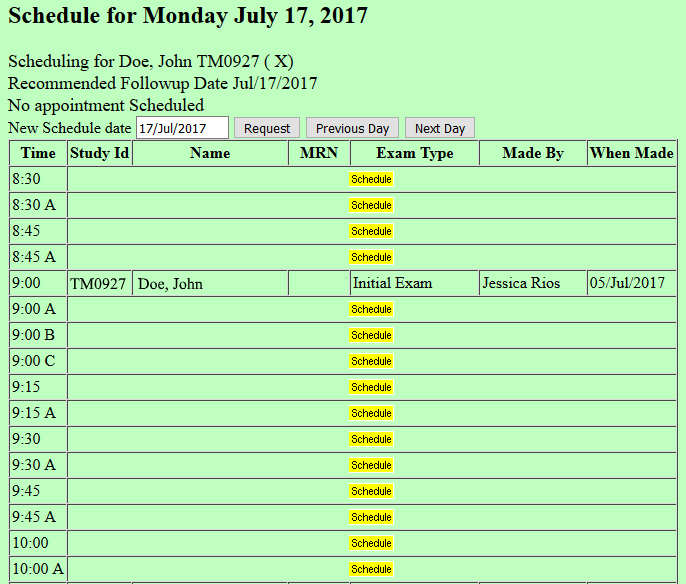 Schedule for Monday July 17, 2017
Scheduling for Doe, John TM0927 ( X)
Recommended Followup Date Jul/17/2017
No appointment Scheduled
New Schedule date 17/Jul/2017 Request Previous Day Next Day
Time Study Id Name MRN Exam Type Made By When Made
8:30 Schedule
8:30 A Schedule
8:45 Schedule
8:45 A Schedule
9:00 TM0927 Doe, John Initial Exam Jessica Rios 05/Jul/2017
9:00 A Schedule
9:00 B Schedule
9:00 C Schedule
9:15 Schedule
9:15 A Schedule
9:30 Schedule
9:30 A Schedule
9:45 Schedule
9:45 A Schedule
10:00 Schedule
10:00 A Schedule